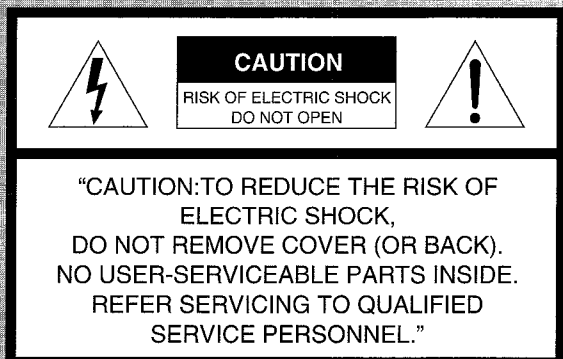 CAUTION
RISK OF ELECTRIC SHOCK
DO NOT OPEN
!
“CAUTION:TO REDUCE THE RISK OF
ELECTRIC SHOCK,
DO NOT REMOVE COVER (OR BACK).
NO USER-SERVICEABLE PARTS INSIDE.
REFER SERVICING TO QUALIFIED
SERVICE PERSONNEL.”